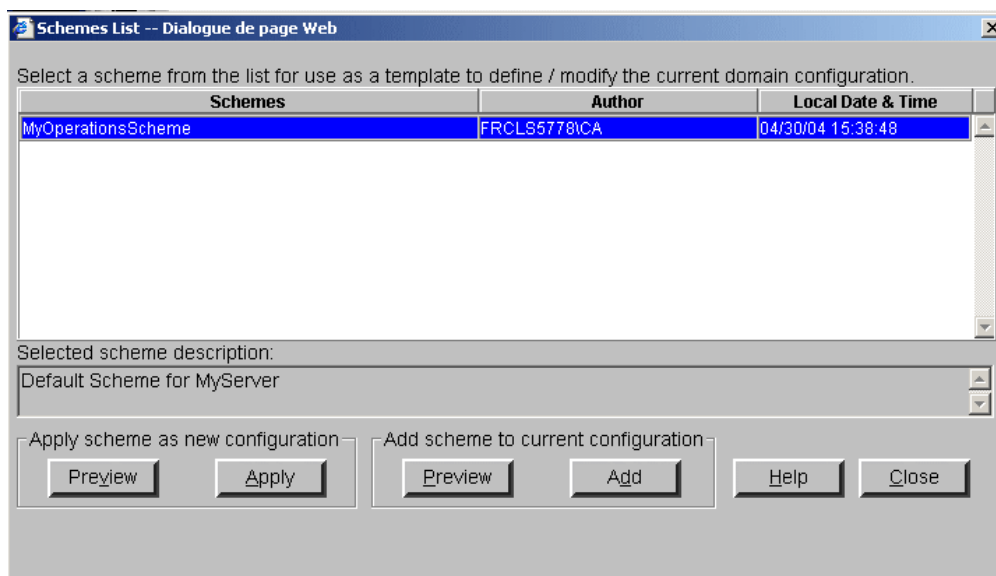 Schemes List -- Dialogue de page Web
Select a scheme from the list for use as a template to define / modify the current domain configuration.
Schemes Author Local Date & Time
MyOperationsScheme FRCLS5778\CA 04/30/04 15:38:48
Selected scheme description:
Default Scheme for MyServer
Apply scheme as new configuration Add scheme to current configuration
Preview Apply Preview Add Help Close